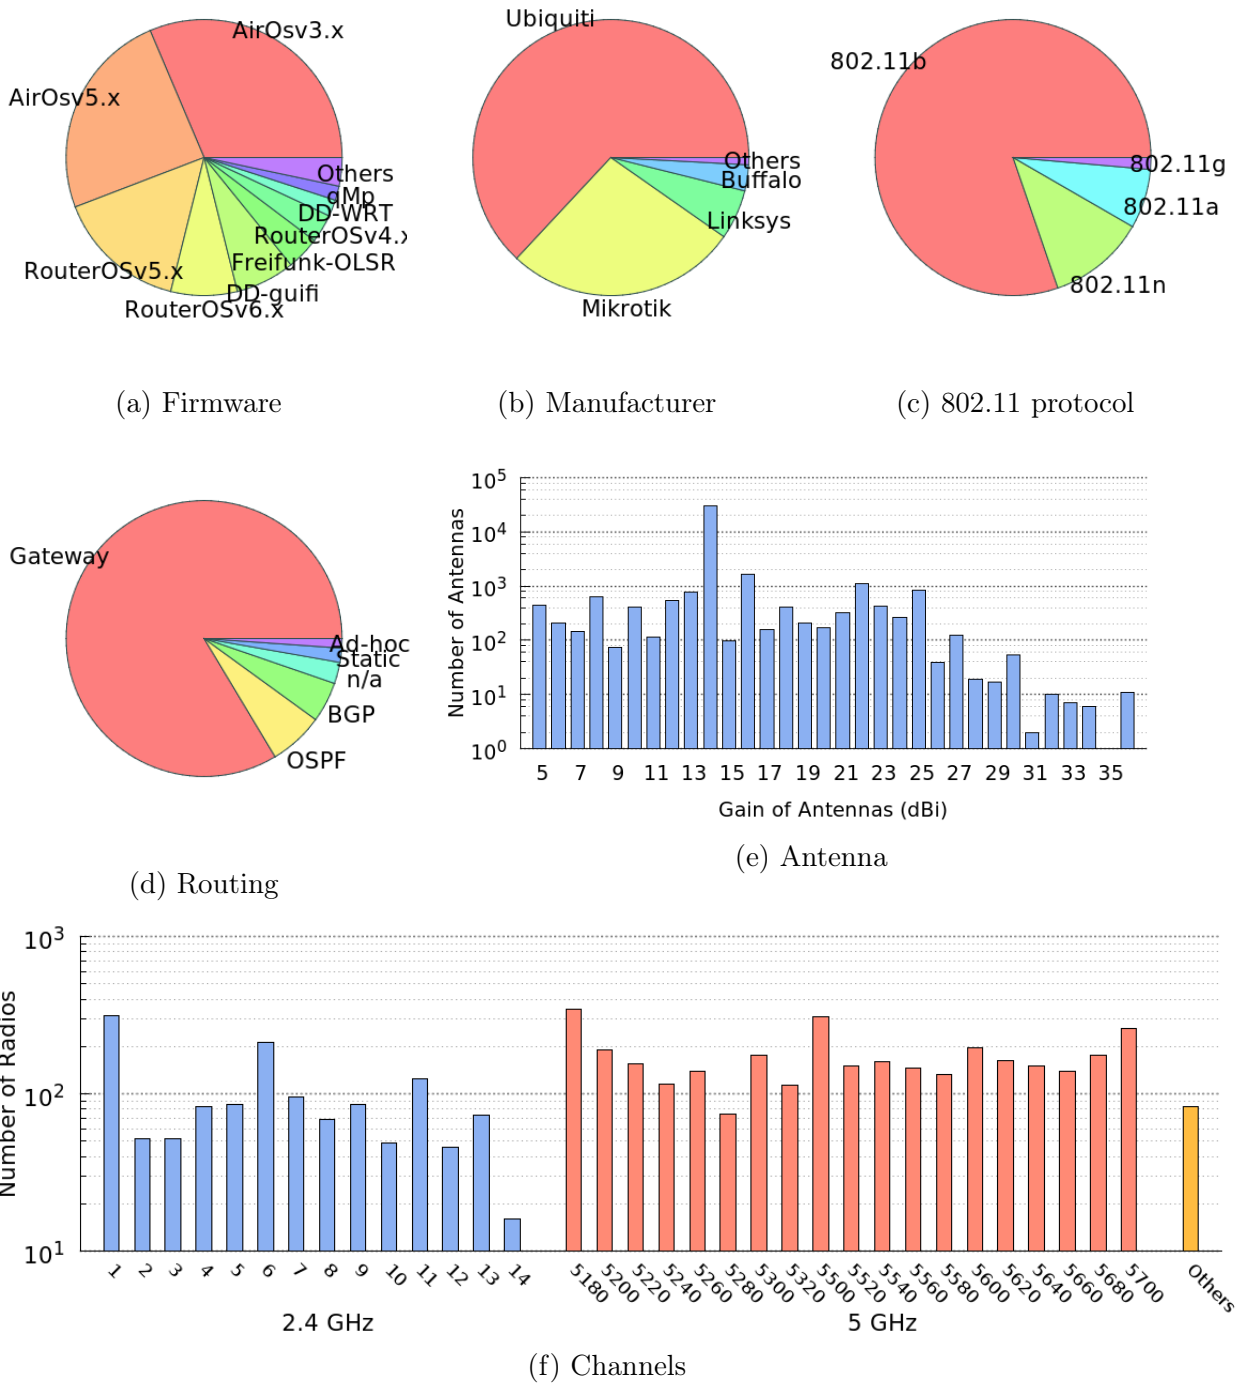 AirOsv3.x
AirOsv5.x
RouterOSv5.x
RouterOSv6.x
DD-guifi
Freifunk-OLSR
RouterOSv4.x
DD-WRT
qMp
Others
(a) Firmware
Ubiquiti
Mikrotik
Linksys
Buffalo
Others
(b) Manufacturer
802.11b
802.11n
802.11a
802.11g
(c) 802.11 protocol
Gateway
OSPF
BGP
n/a
Static
Ad-hoc
(d) Routing
Number of Antennas
10^5
10^4
10^3
10^2
10^1
10^0
5 7 9 11 13 15 17 19 21 23 25 27 29 31 33 35
Gain of Antennas (dBi)
(e) Antenna
Number of Radios
10^3
10^2
10^1
1 2 3 4 5 6 7 8 9 10 11 12 13 14 5180 5200 5220 5240 5260 5280 5300 5320 5500 5520 5540 5560 5580 5600 5620 5640 5660 5680 5700 Others
2.4 GHz 5 GHz
(f) Channels